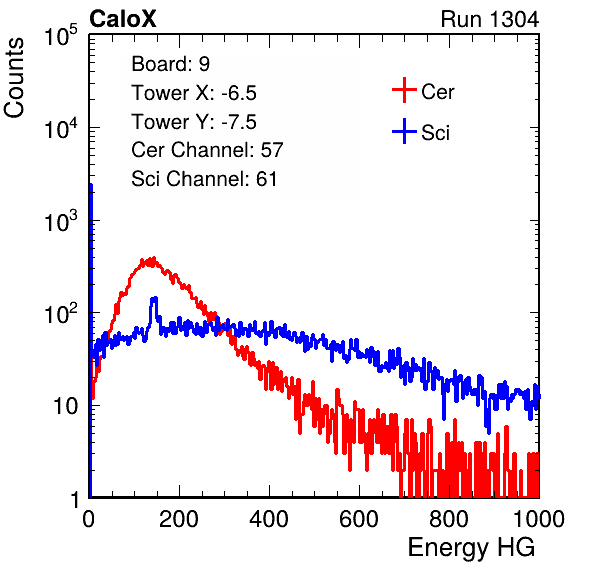 CaloX Run 1304
Counts
10^5
10^4
10^3
10^2
10
1
Board: 9
Tower X: -6.5
Tower Y: -7.5
Cer Channel: 57
Sci Channel: 61
Cer
Sci
0 200 400 600 800 1000
Energy HG